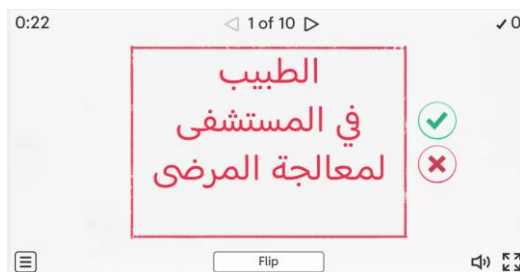 0:22
1 of 10
0
الطبيب
في المستشفى
لمعالجة المرضى
Flip